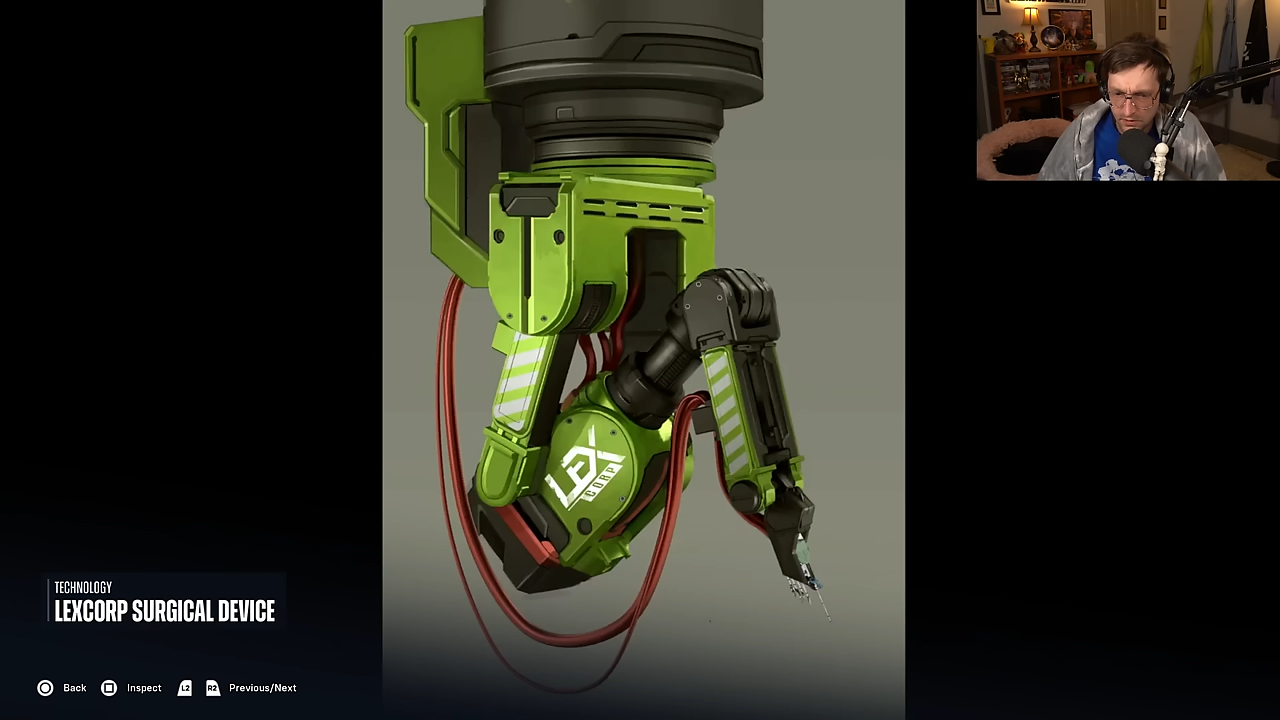 LEX
CORP
TECHNOLOGY
LEXCORP SURGICAL DEVICE
Back
Inspect
L2
R2
Previous/Next